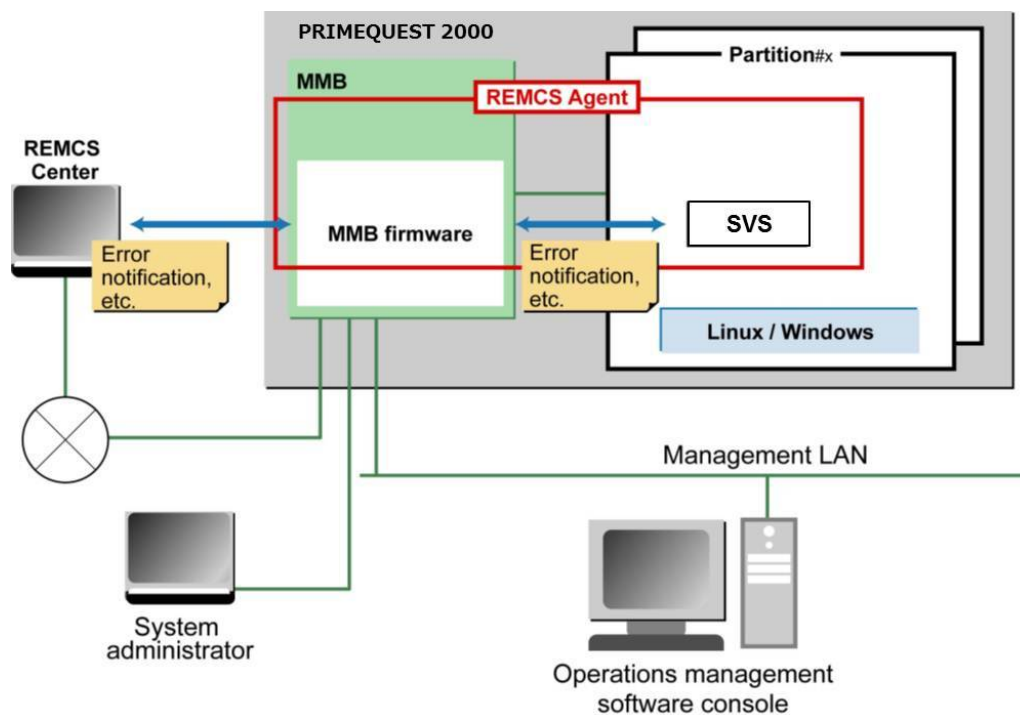 PRIMEQUEST 2000
Partition#x
MMB
REMCS Agent
REMCS
Center
MMB firmware
SVS
Error
notification,
etc.
Error
notification,
etc.
Linux / Windows
Management LAN
System
administrator
Operations management
software console